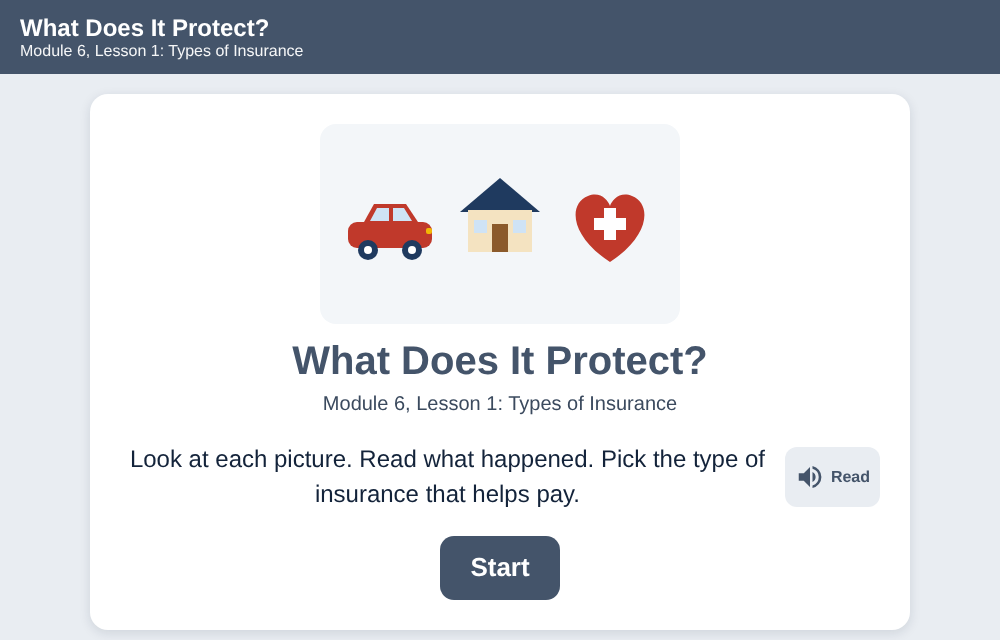 What Does It Protect?
Module 6, Lesson 1: Types of Insurance
What Does It Protect?
Module 6, Lesson 1: Types of Insurance
Look at each picture. Read what happened. Pick the type of
insurance that helps pay.
Read
Start